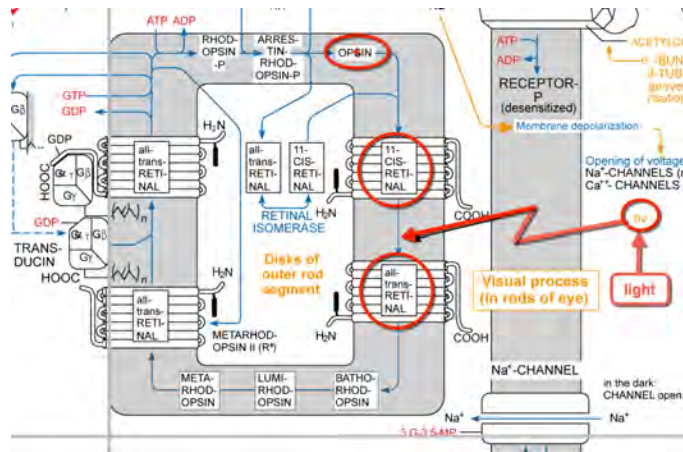 ATP ADP
RHOD-
OPSIN
-P
ARRES-
TIN-
RHOD-
OPSIN-P
OPSIN
ATP
ADP
RECEPTOR-
P
(desensitized)
Membrane depolarization
Opening of voltage
Na⁺-CHANNELS
Ca⁺⁺- CHANNELS
GTP
GDP
Gβ
GDP
HOOC
Gα
Gβ
Gγ
H₂N
all-
trans-
RETI-
NAL
all-
trans-
RETI-
NAL
11-
CIS-
RETI-
NAL
RETINAL
ISOMERASE
11-
CIS-
RETI-
NAL
H₂N
COOH
GDP
Gα
Gβ
Gγ
TRANS-
DUCIN
HOOC
n
n
Disks of
outer rod
segment
hν
light
Visual process
(in rods of eye)
all-
trans-
RETI-
NAL
H₂N
METARHOD-
OPSIN II (R*)
all-
trans-
RETI-
NAL
H₂N
COOH
META-
RHOD-
OPSIN
LUMI-
RHOD-
OPSIN
BATHO-
RHOD-
OPSIN
Na⁺-CHANNEL
in the dark:
CHANNEL open
Na⁺
Na⁺